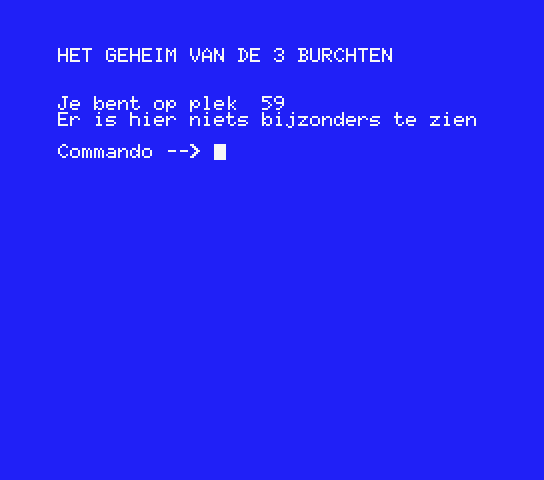 HET GEHEIM VAN DE 3 BURCHTEN
Je bent op plek  59
Er is hier niets bijzonders te zien
Commando -->